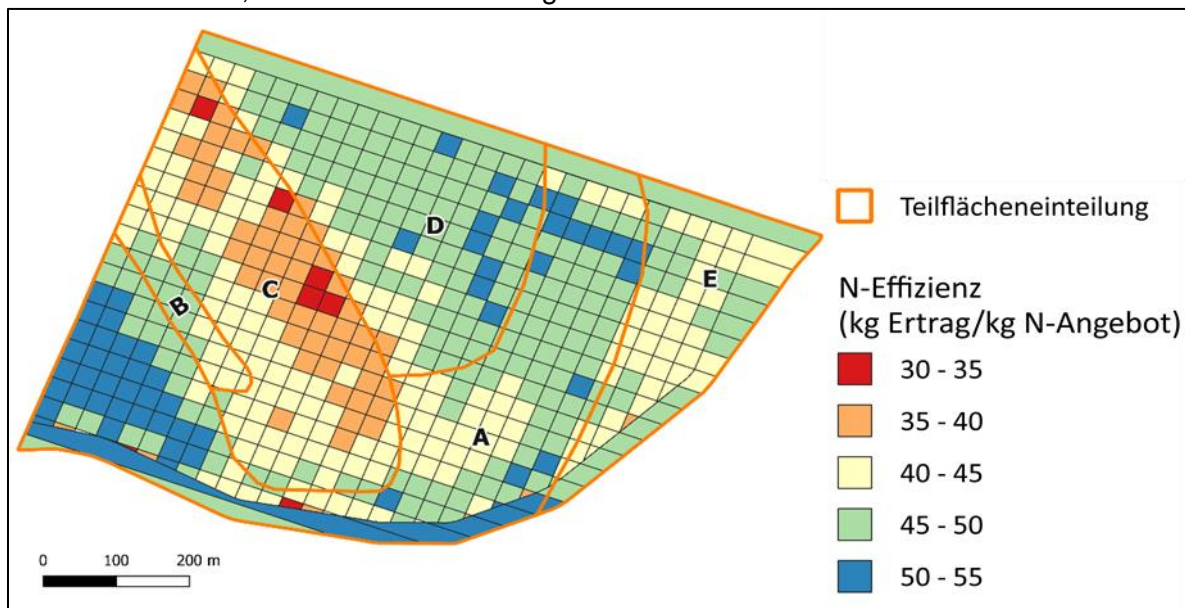 D
E
C
B
A
0 100 200 m
Teilflächeneinteilung
N-Effizienz
(kg Ertrag/kg N-Angebot)
30 - 35
35 - 40
40 - 45
45 - 50
50 - 55